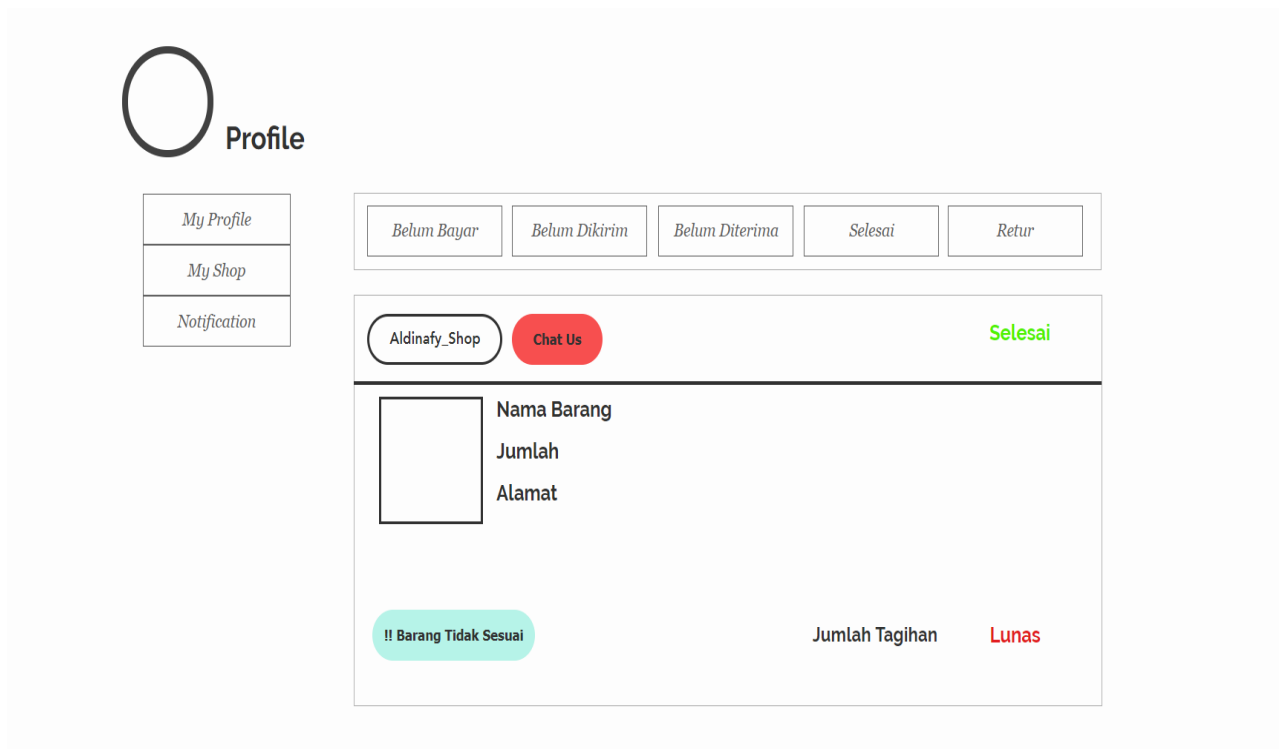 Profile
My Profile
My Shop
Notification
Belum Bayar
Belum Dikirim
Belum Diterima
Selesai
Retur
Aldinafy_Shop
Chat Us
Selesai
Nama Barang
Jumlah
Alamat
!! Barang Tidak Sesuai
Jumlah Tagihan
Lunas